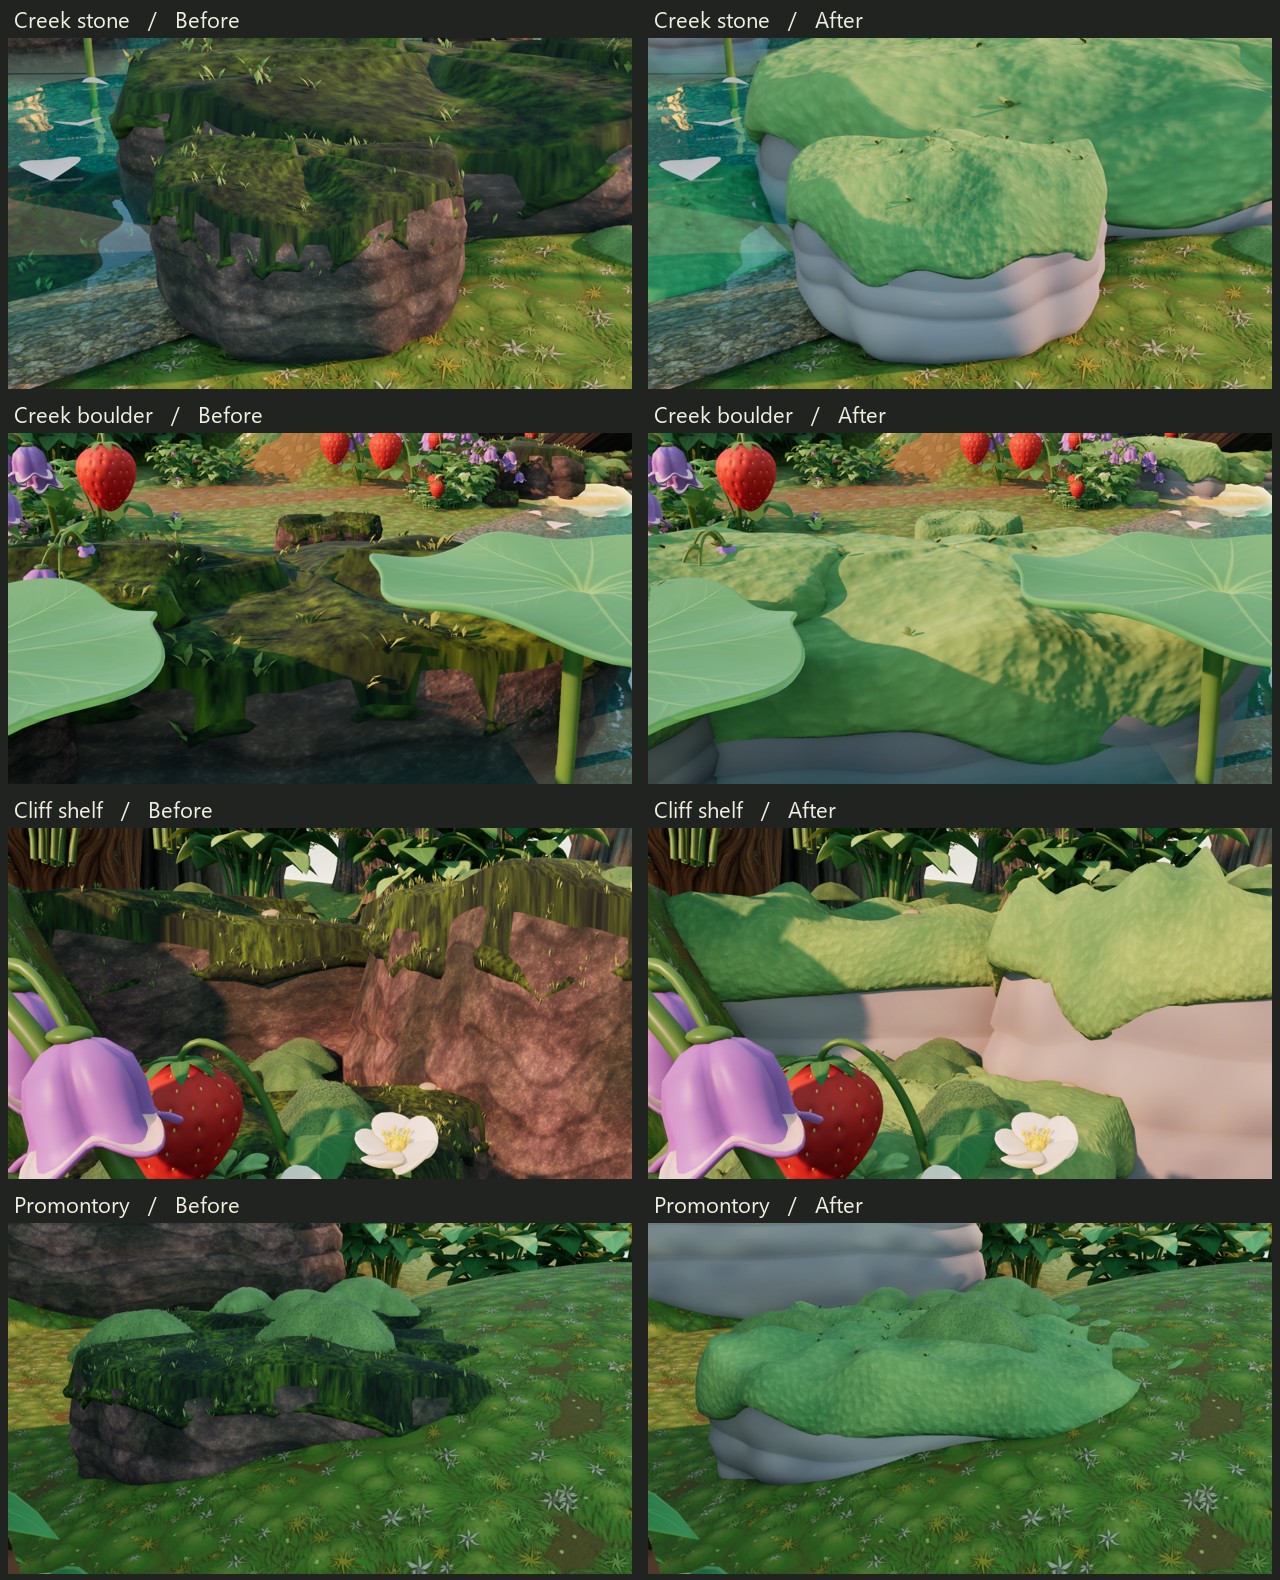 Creek stone / Before
Creek stone / After
Creek boulder / Before
Creek boulder / After
Cliff shelf / Before
Cliff shelf / After
Promontory / Before
Promontory / After